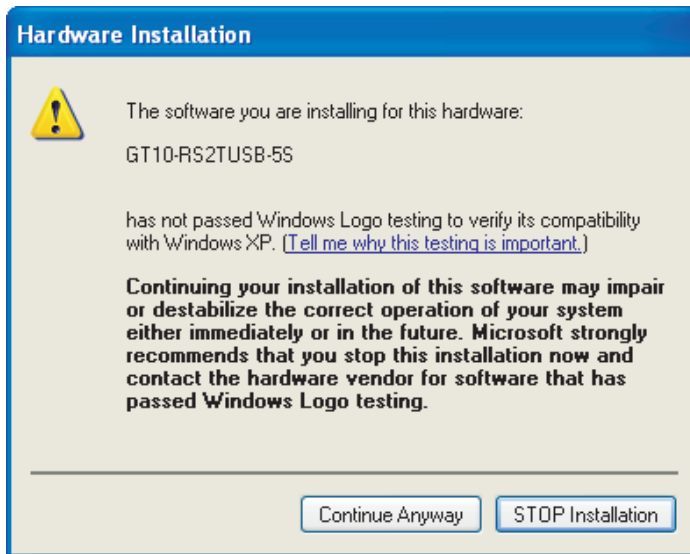 Hardware Installation
The software you are installing for this hardware:
GT10-RS2TUSB-5S
has not passed Windows Logo testing to verify its compatibility
with Windows XP. (Tell me why this testing is important.)
Continuing your installation of this software may impair
or destabilize the correct operation of your system
either immediately or in the future. Microsoft strongly
recommends that you stop this installation now and
contact the hardware vendor for software that has
passed Windows Logo testing.
Continue Anyway
STOP Installation